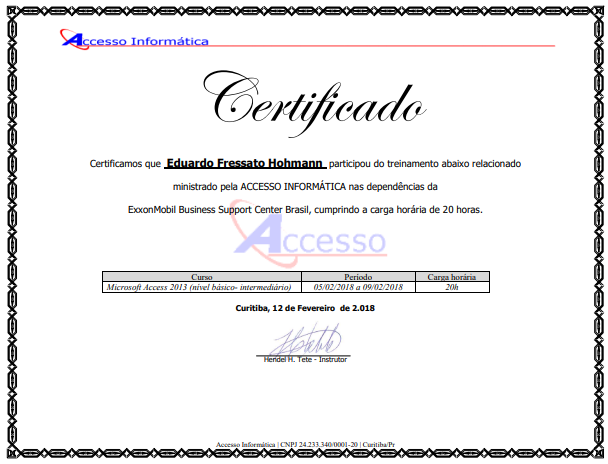 Accesso Informática
Certificado
Certificamos que Eduardo Fressato Hohmann participou do treinamento abaixo relacionado
ministrado pela ACCESSO INFORMÁTICA nas dependências da
ExxonMobil Business Support Center Brasil, cumprindo a carga horária de 20 horas.
Accesso
Curso Período Carga horária
Microsoft Access 2013 (nível básico- intermediário) 05/02/2018 a 09/02/2018 20h
Curitiba, 12 de Fevereiro de 2.018
Hendel H. Tete - Instrutor
Accesso Informática | CNPJ 24.233.340/0001-20 | Curitiba/Pr